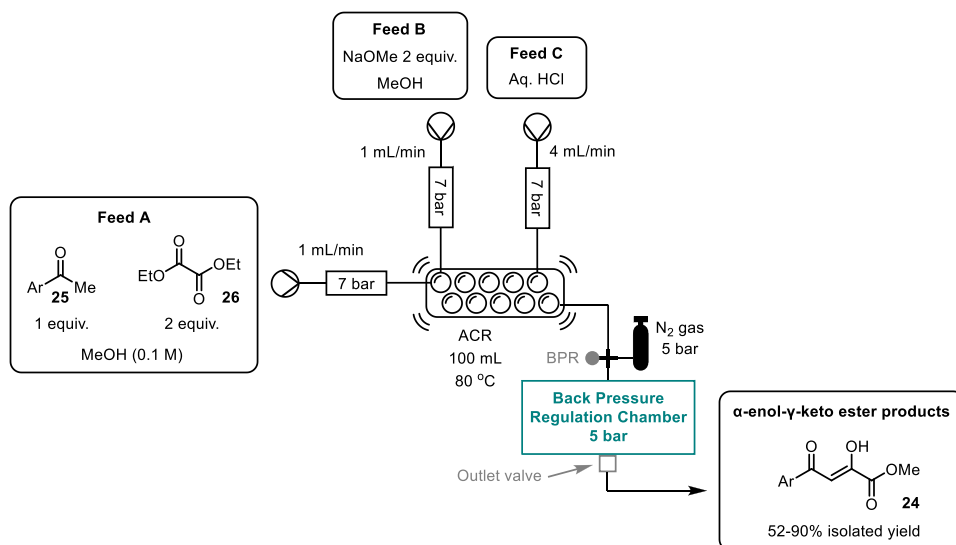 Feed B
NaOMe 2 equiv.
MeOH
Feed C
Aq. HCl
1 mL/min
4 mL/min
7 bar
7 bar
Feed A
O
Ar
Me
25
1 equiv.
O
EtO
OEt
O
26
2 equiv.
MeOH (0.1 M)
1 mL/min
7 bar
ACR
100 mL
80 °C
N2 gas
5 bar
BPR
Back Pressure
Regulation Chamber
5 bar
Outlet valve
α-enol-γ-keto ester products
O
OH
Ar
OMe
O
24
52-90% isolated yield